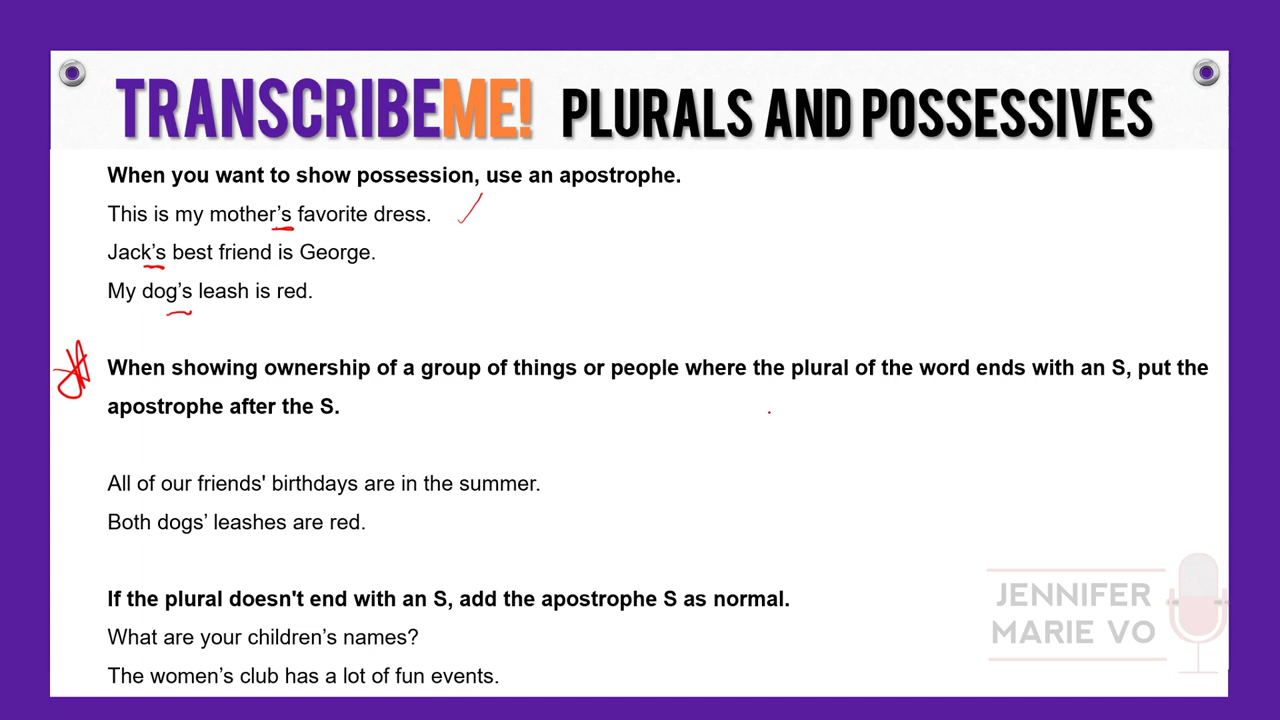 TRANSCRIBEME! PLURALS AND POSSESSIVES
When you want to show possession, use an apostrophe.
This is my mother’s favorite dress.
Jack’s best friend is George.
My dog’s leash is red.
When showing ownership of a group of things or people where the plural of the word ends with an S, put the
apostrophe after the S.
All of our friends' birthdays are in the summer.
Both dogs’ leashes are red.
If the plural doesn't end with an S, add the apostrophe S as normal.
What are your children’s names?
The women’s club has a lot of fun events.
JENNIFER
MARIE VO